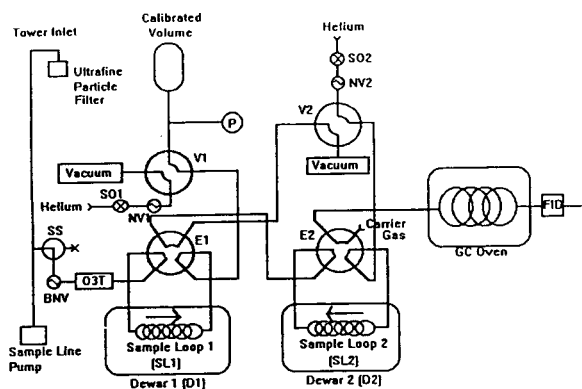 Tower Inlet
Ultrafine
Particle
Filter
Calibrated
Volume
P
Helium
SO2
NV2
V2
Vacuum
Vacuum
V1
SO1
Helium
NV1
SS
BNV
O3T
E1
E2
Carrier
Gas
GC Oven
FID
Sample Line
Pump
Sample Loop 1
(SL1)
Dewar 1 (D1)
Sample Loop 2
(SL2)
Dewar 2 (D2)